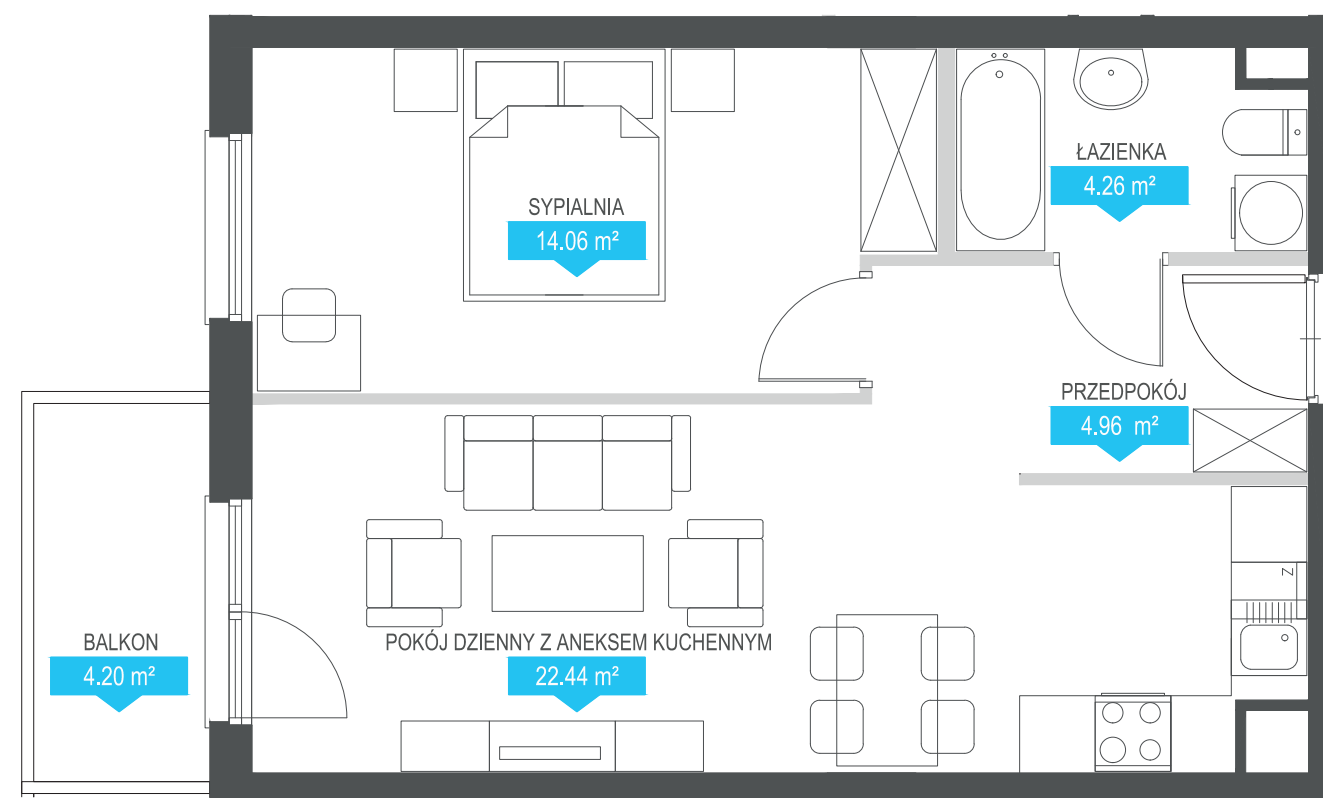 ŁAZIENKA
4.26 m²
SYPIALNIA
14.06 m²
PRZEDPOKÓJ
4.96 m²
Z
BALKON
4.20 m²
POKÓJ DZIENNY Z ANEKSEM KUCHENNYM
22.44 m²